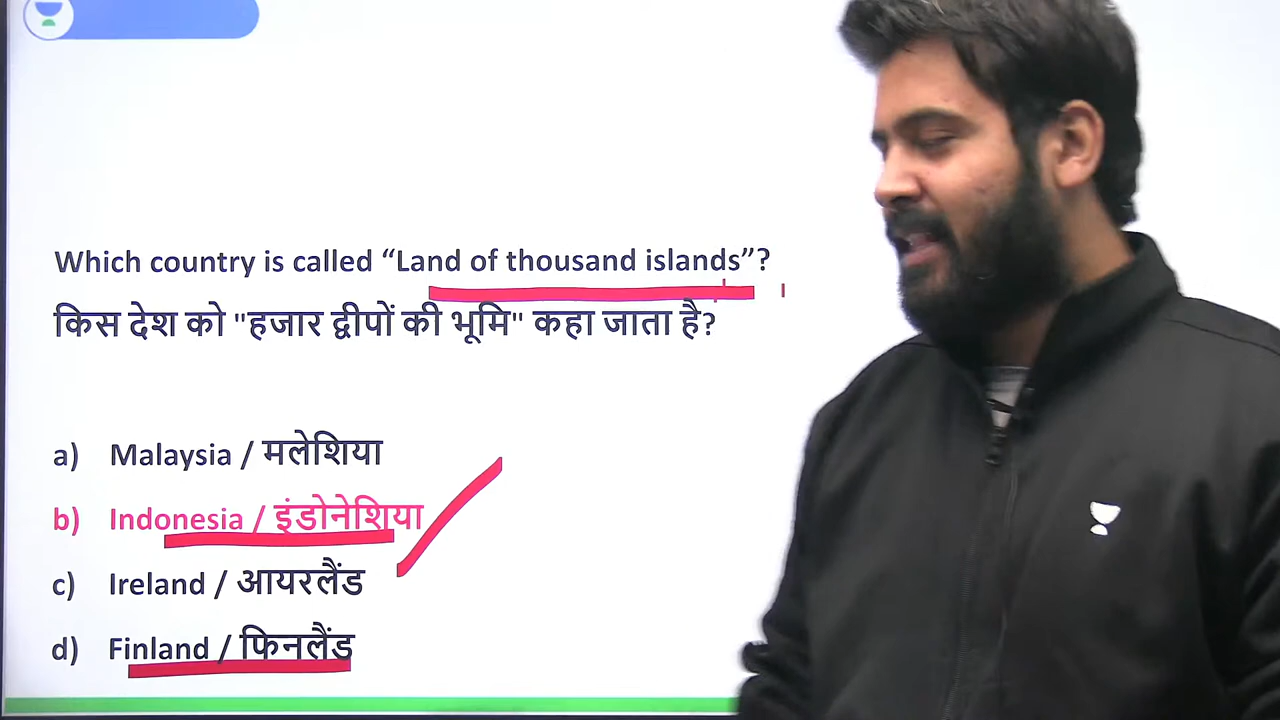 Which country is called “Land of thousand islands”?
किस देश को "हजार द्वीपों की भूमि" कहा जाता है?
a) Malaysia / मलेशिया
b) Indonesia / इंडोनेशिया
c) Ireland / आयरलैंड
d) Finland / फिनलैंड